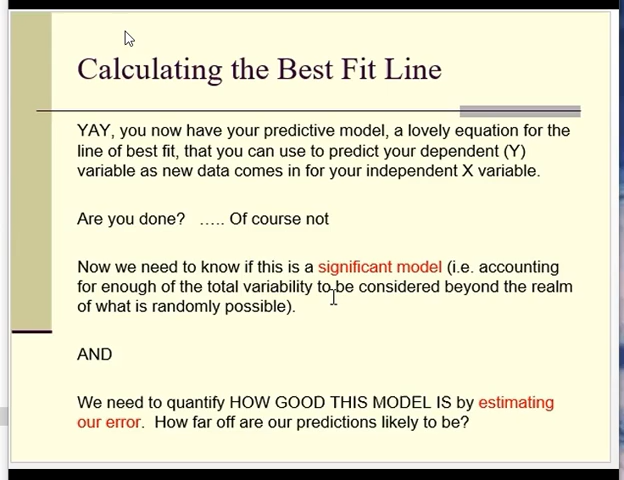 Calculating the Best Fit Line
YAY, you now have your predictive model, a lovely equation for the
line of best fit, that you can use to predict your dependent (Y)
variable as new data comes in for your independent X variable.
Are you done? ….. Of course not
Now we need to know if this is a significant model (i.e. accounting
for enough of the total variability to be considered beyond the realm
of what is randomly possible).
AND
We need to quantify HOW GOOD THIS MODEL IS by estimating
our error. How far off are our predictions likely to be?